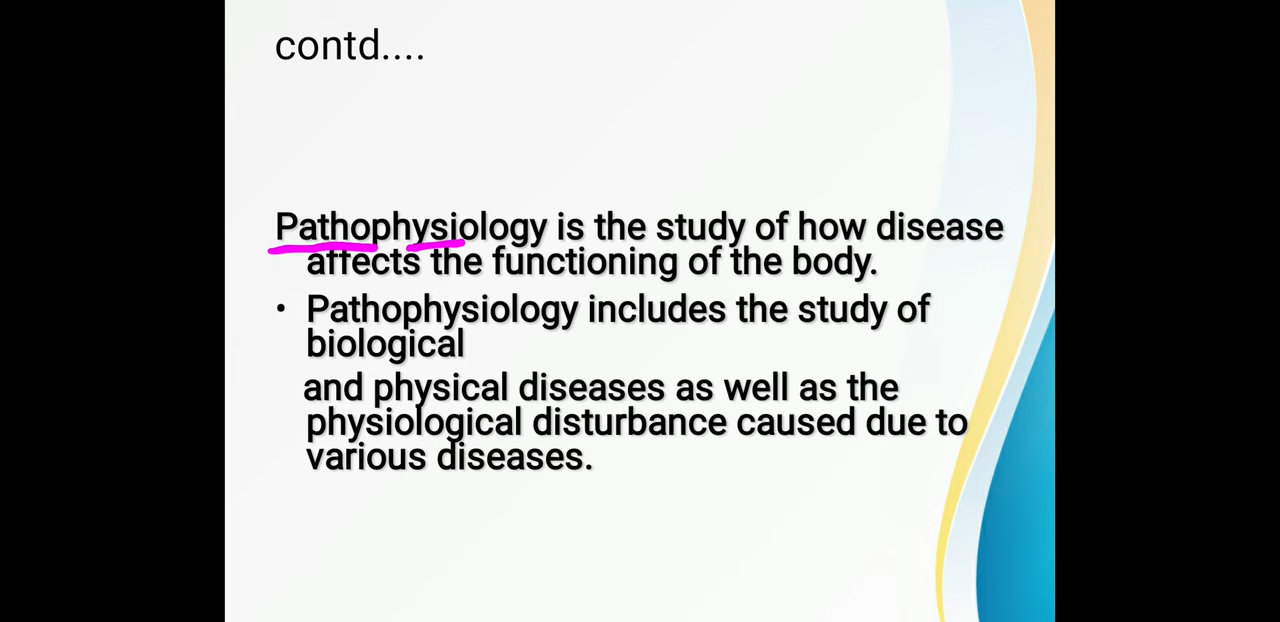 contd....
Pathophysiology is the study of how disease
affects the functioning of the body.
• Pathophysiology includes the study of
biological
and physical diseases as well as the
physiological disturbance caused due to
various diseases.